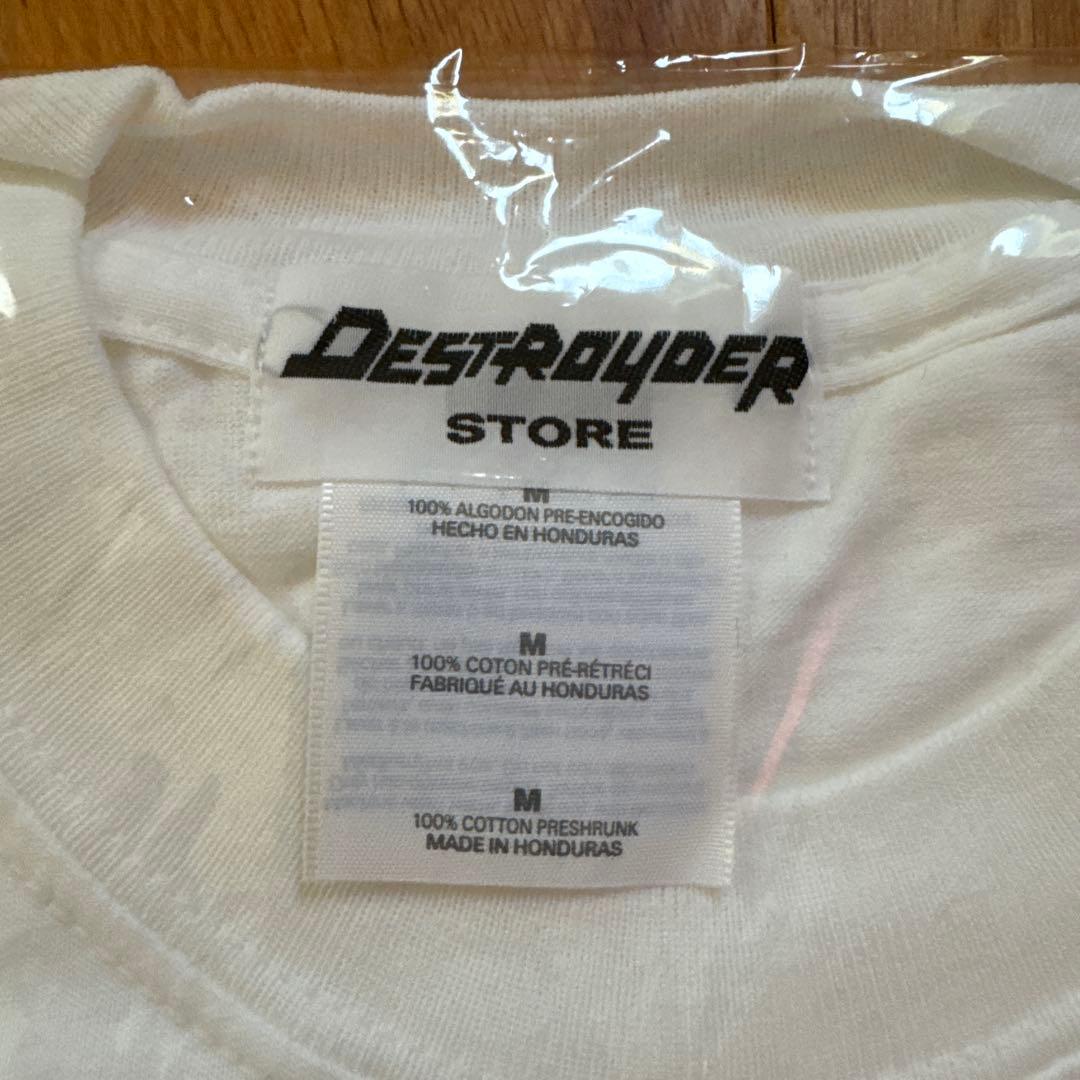 DESTROYDER
STORE
M
100% ALGODON PRE-ENCOGIDO
HECHO EN HONDURAS
M
100% COTON PRÉ-RÉTRÉCI
FABRIQUÉ AU HONDURAS
M
100% COTTON PRESHRUNK
MADE IN HONDURAS